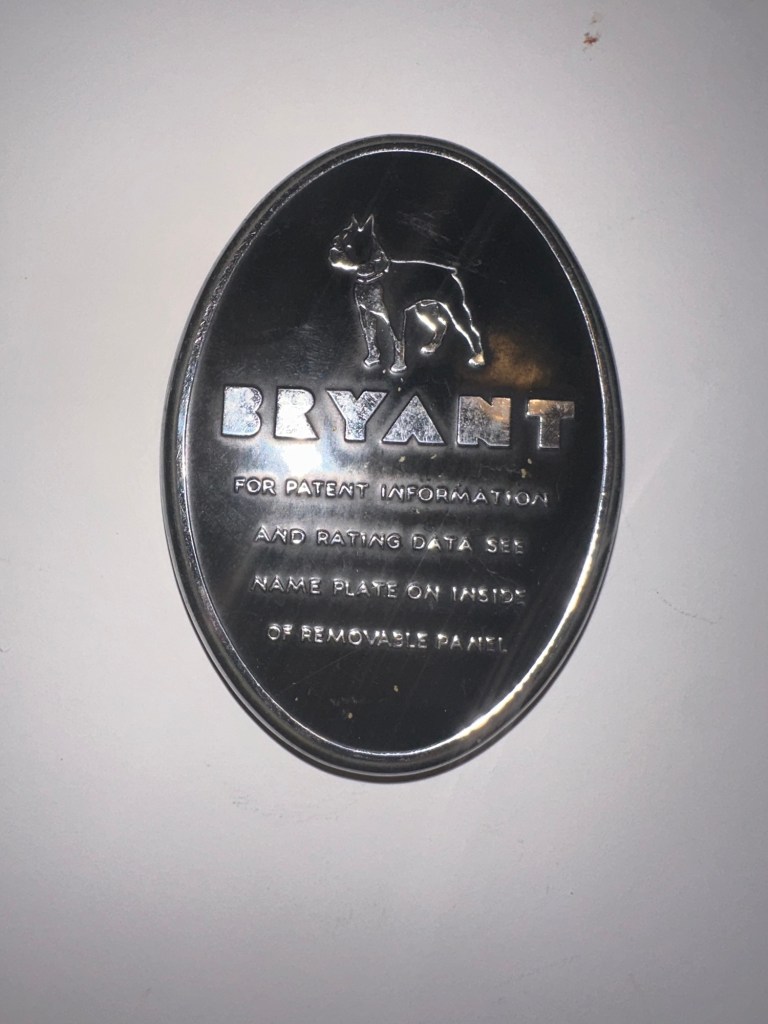 BRYANT
FOR PATENT INFORMATION
AND RATING DATA SEE
NAME PLATE ON INSIDE
OF REMOVABLE PANEL